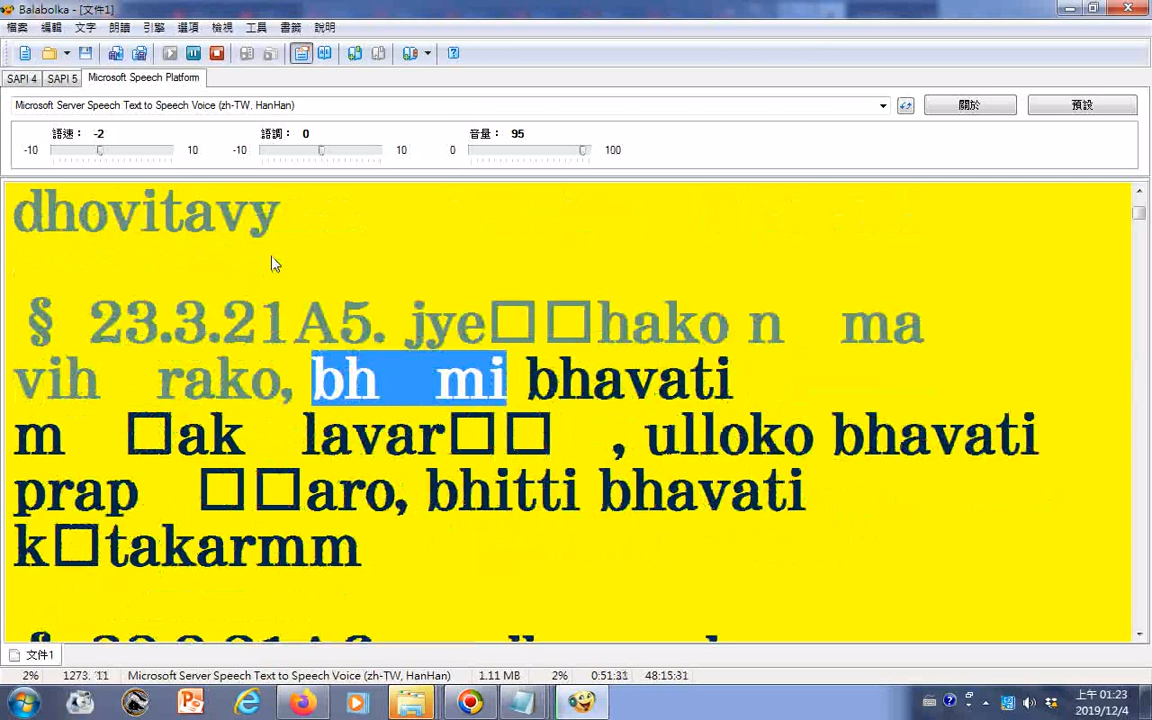 Balabolka - [文件1]
檔案 編輯 文字 朗讀 引擎 選項 檢視 工具 書籤 說明
SAPI 4 SAPI 5 Microsoft Speech Platform
Microsoft Server Speech Text to Speech Voice (zh-TW, HanHan) 關於 預設
語速： -2 語調： 0 音量： 95
-10 10 -10 10 0 100
dhovitavy
§ 23.3.21A5. jye□□hako n ma
vih rako, bh mi bhavati
m □ak lavar□□ , ulloko bhavati
prap □□aro, bhitti bhavati
k□takarmm
文件1
2% 1273: 11 Microsoft Server Speech Text to Speech Voice (zh-TW, HanHan) 1.11 MB 2% 0:51:31 48:15:31
上午 01:23
2019/12/4